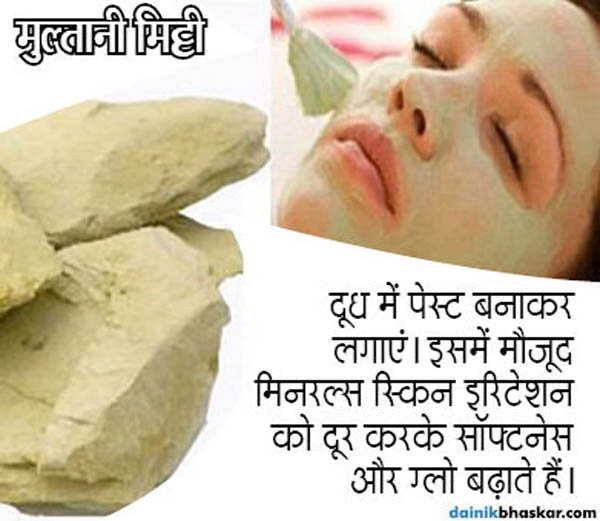 मुल्तानी मिट्टी
दूध में पेस्ट बनाकर
लगाएं। इसमें मौजूद
मिनरल्स स्किन इरिटेशन
को दूर करके सॉफ्टनेस
और ग्लो बढ़ाते हैं।
dainikbhaskar.com